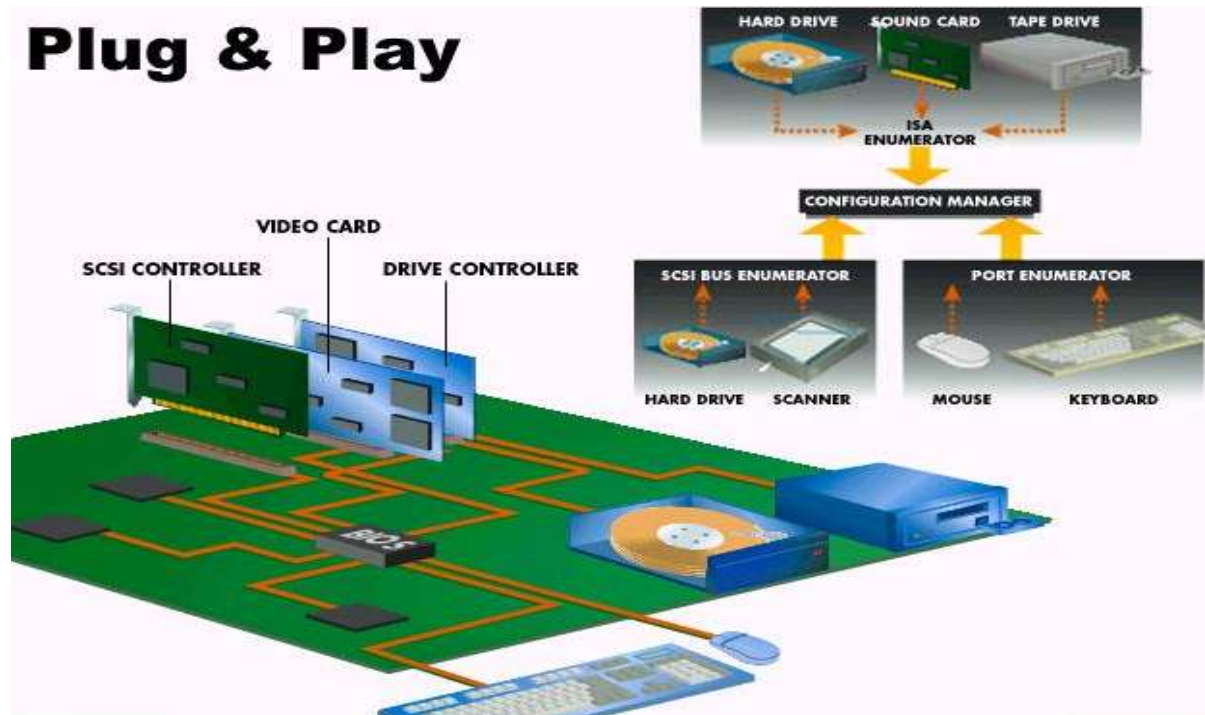 Plug & Play
HARD DRIVE SOUND CARD TAPE DRIVE
ISA
ENUMERATOR
CONFIGURATION MANAGER
VIDEO CARD
SCSI CONTROLLER DRIVE CONTROLLER
SCSI BUS ENUMERATOR PORT ENUMERATOR
HARD DRIVE SCANNER MOUSE KEYBOARD
BIOS